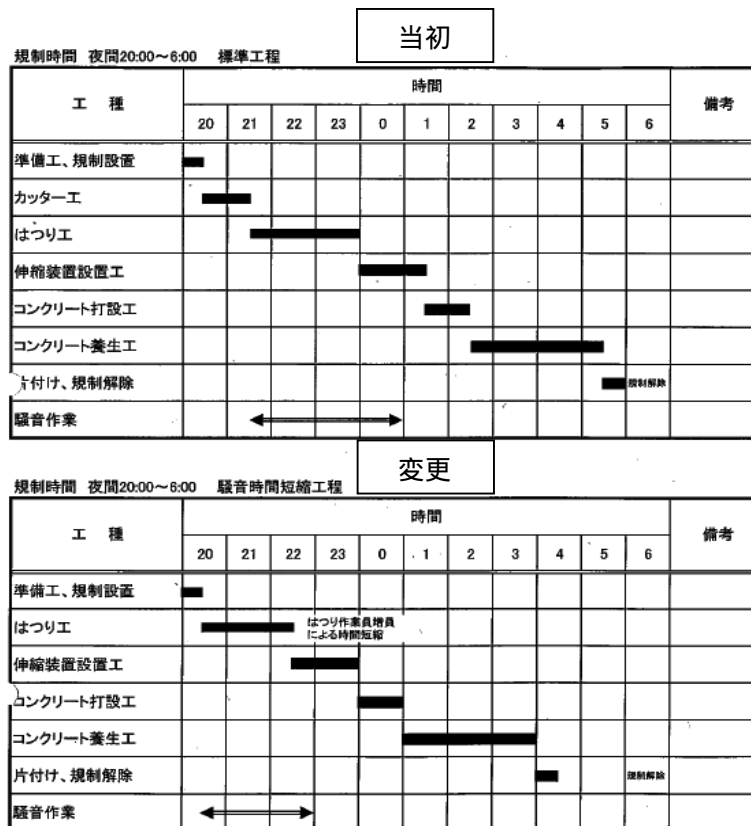 当初
規制時間 夜間20:00～6:00 標準工程
工 種 時間 備考
20 21 22 23 0 1 2 3 4 5 6
準備工、規制設置
カッター工
はつり工
伸縮装置設置工
コンクリート打設工
コンクリート養生工
片付け、規制解除 規制解除
騒音作業
変更
規制時間 夜間20:00～6:00 騒音時間短縮工程
工 種 時間 備考
20 21 22 23 0 1 2 3 4 5 6
準備工、規制設置
はつり工 はつり作業員増員
による時間短縮
伸縮装置設置工
コンクリート打設工
コンクリート養生工
片付け、規制解除 規制解除
騒音作業